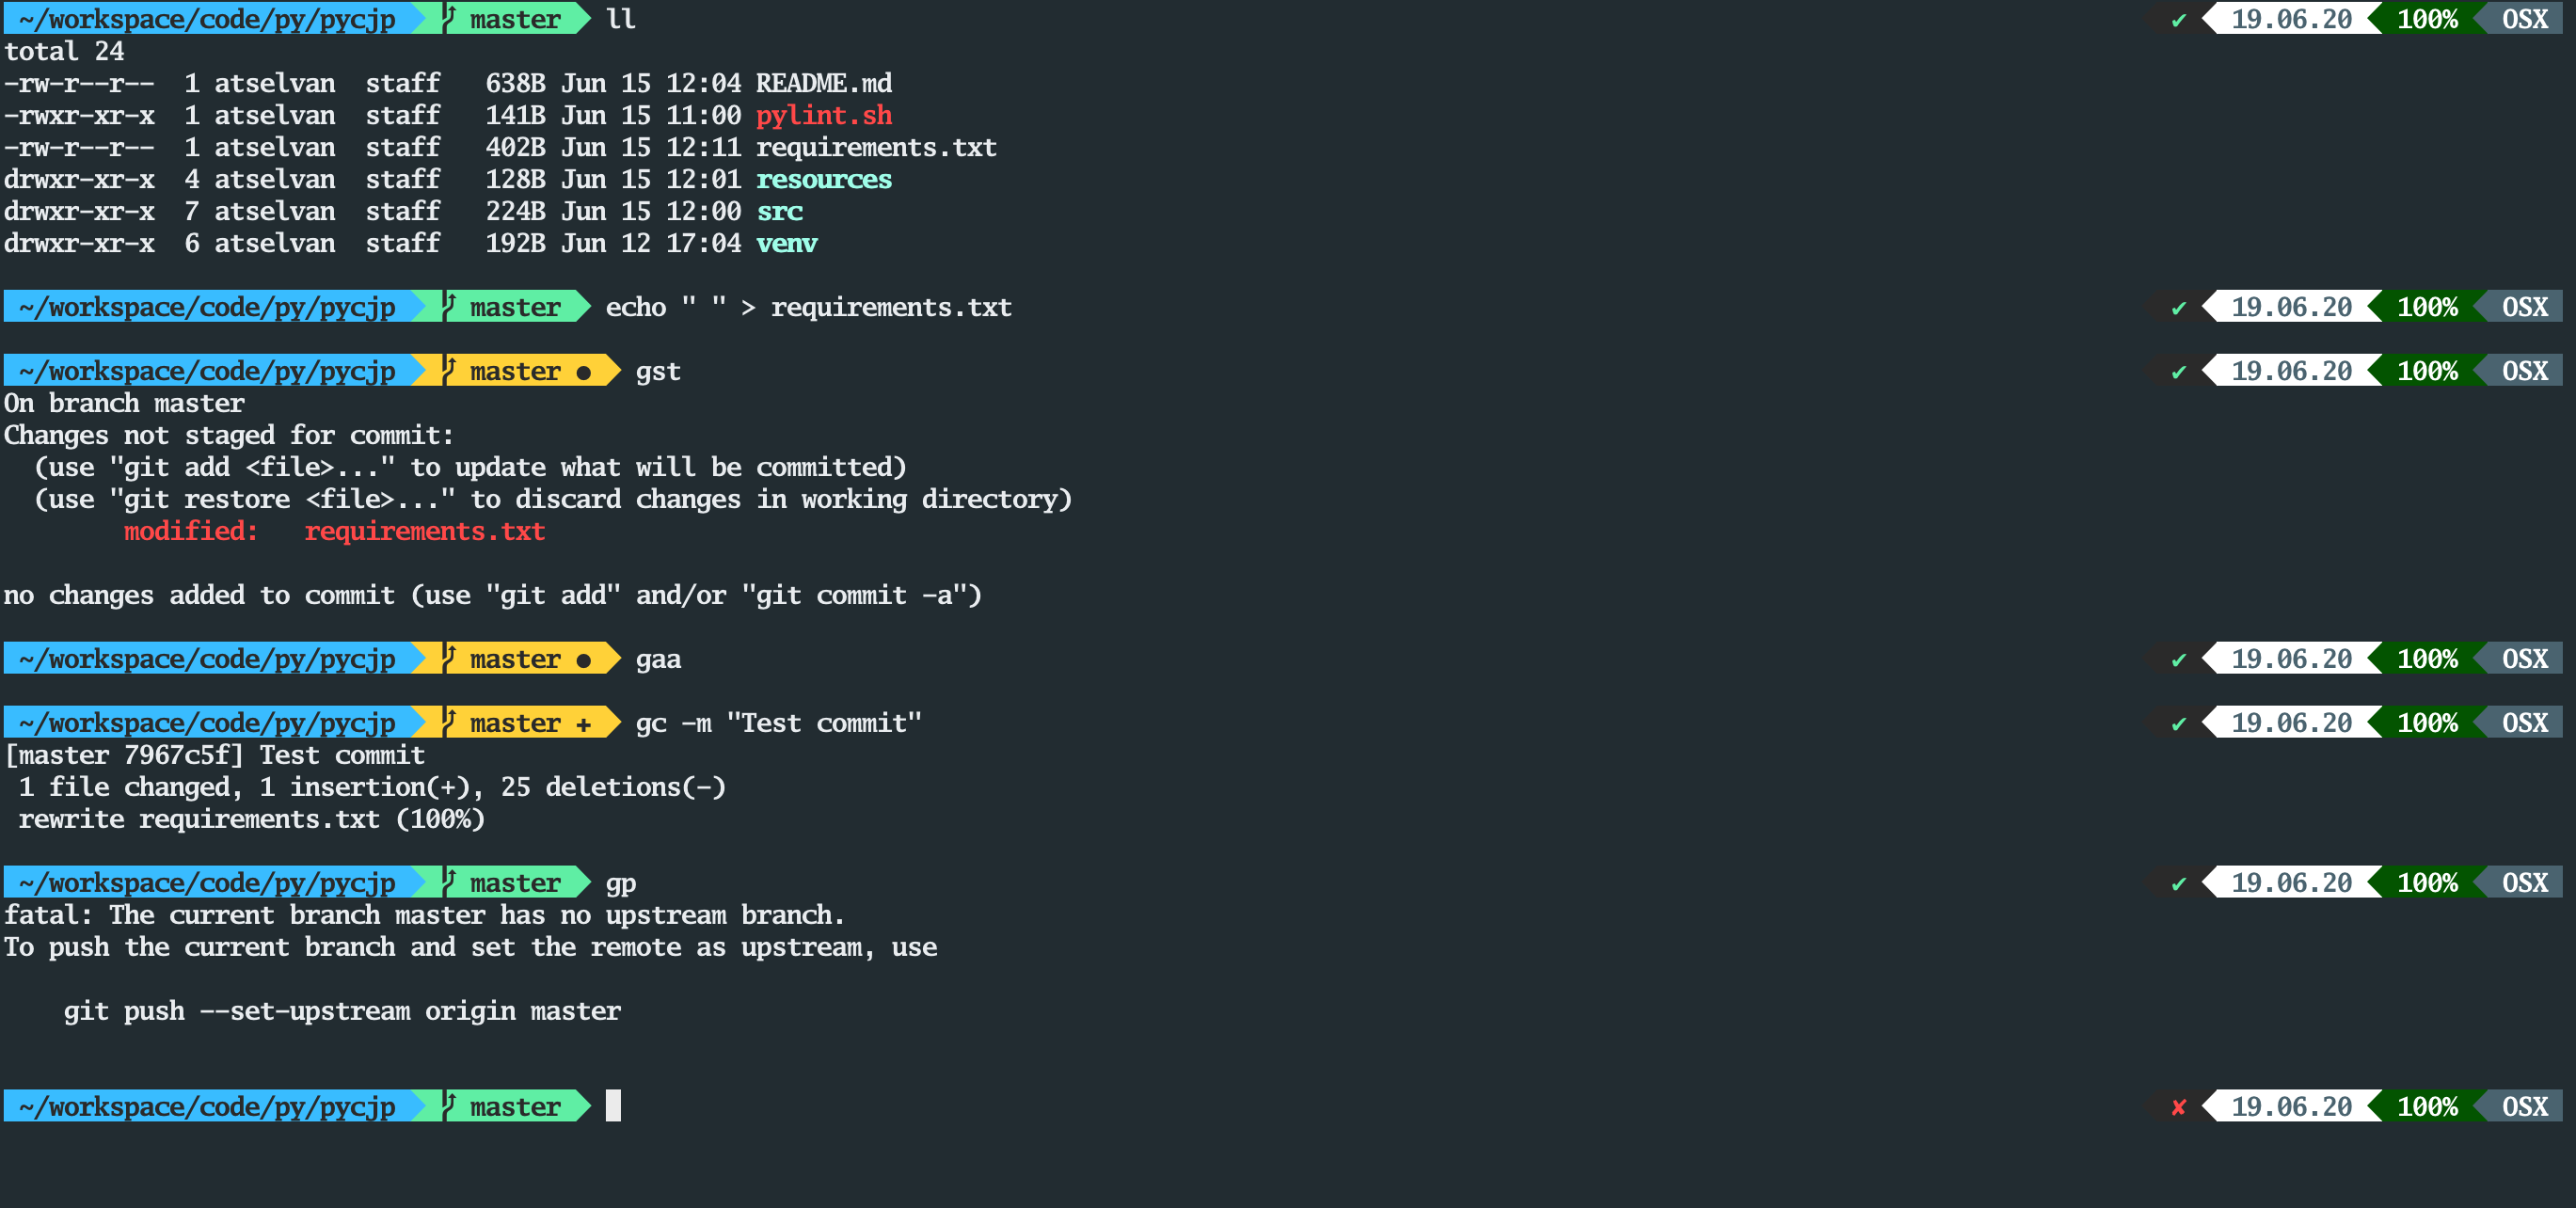 ~/workspace/code/py/pycjp master ll ✔ 19.06.20 100% OSX
total 24
-rw-r--r-- 1 atselvan staff 638B Jun 15 12:04 README.md
-rwxr-xr-x 1 atselvan staff 141B Jun 15 11:00 pylint.sh
-rw-r--r-- 1 atselvan staff 402B Jun 15 12:11 requirements.txt
drwxr-xr-x 4 atselvan staff 128B Jun 15 12:01 resources
drwxr-xr-x 7 atselvan staff 224B Jun 15 12:00 src
drwxr-xr-x 6 atselvan staff 192B Jun 12 17:04 venv
~/workspace/code/py/pycjp master echo " " > requirements.txt ✔ 19.06.20 100% OSX
~/workspace/code/py/pycjp master ● gst ✔ 19.06.20 100% OSX
On branch master
Changes not staged for commit:
(use "git add <file>..." to update what will be committed)
(use "git restore <file>..." to discard changes in working directory)
modified: requirements.txt
no changes added to commit (use "git add" and/or "git commit -a")
~/workspace/code/py/pycjp master ● gaa ✔ 19.06.20 100% OSX
~/workspace/code/py/pycjp master + gc -m "Test commit" ✔ 19.06.20 100% OSX
[master 7967c5f] Test commit
1 file changed, 1 insertion(+), 25 deletions(-)
rewrite requirements.txt (100%)
~/workspace/code/py/pycjp master gp ✔ 19.06.20 100% OSX
fatal: The current branch master has no upstream branch.
To push the current branch and set the remote as upstream, use
git push --set-upstream origin master
~/workspace/code/py/pycjp master ✘ 19.06.20 100% OSX